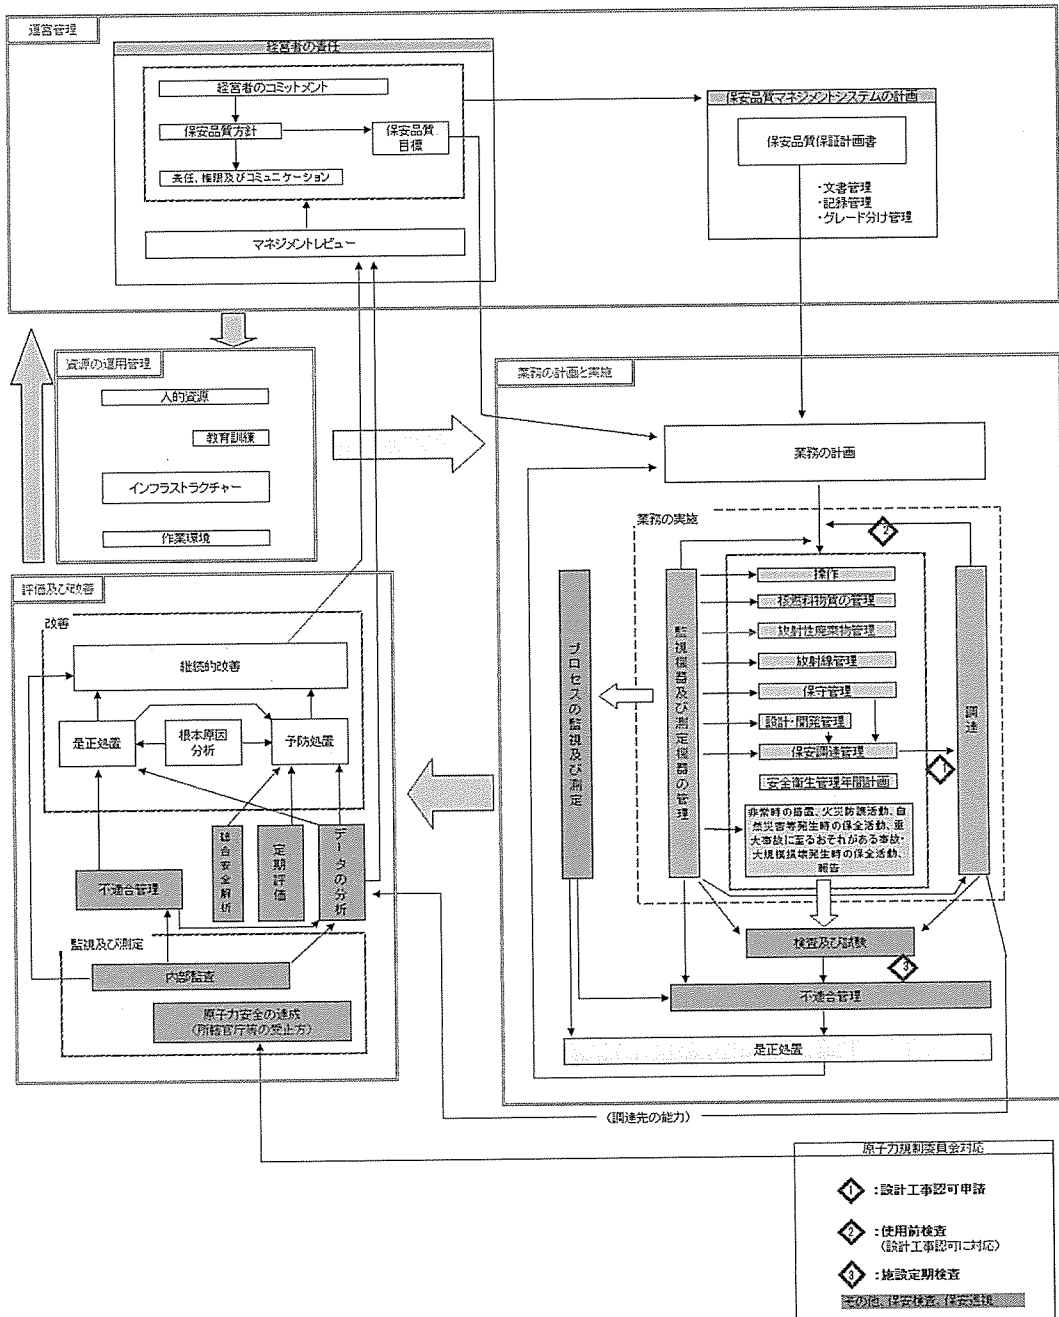 運営管理
経営者の責任
経営者のコミットメント
保安品質方針
保安品質
目標
責任、権限及びコミュニケーション
マネジメントレビュー
保安品質マネジメントシステムの計画
保安品質保証計画書
・文書管理
・記録管理
・グレード分け管理
資源の運用管理
人的資源
教育訓練
インフラストラクチャー
作業環境
業務の計画と実施
業務の計画
業務の実施
2
操作
核燃料物質の管理
放射性廃棄物管理
放射線管理
保守管理
設計・開発管理
保安調達管理
安全衛生管理年間計画
非常時の措置、火災防護活動、自
然災害等発生時の保全活動、重
大事故に至るおそれがある事故・
大規模損壊発生時の保全活動、
報告
プロセスの監視及び測定
監視機器及び測定機器の管理
調達
1
検査及び試験
3
不適合管理
是正処置
評価及び改善
改善
継続的改善
是正処置
根本原因
分析
予防処置
総合安全解析
定期評価
データの分析
不適合管理
監視及び測定
内部監査
原子力安全の達成
(所轄官庁等の受止方)
(調達先の能力)
原子力規制委員会対応
1 :設計工事認可申請
2 :使用前検査
(設計工事認可に対応)
3 :施設定期検査
その他、保安検査、保安巡視